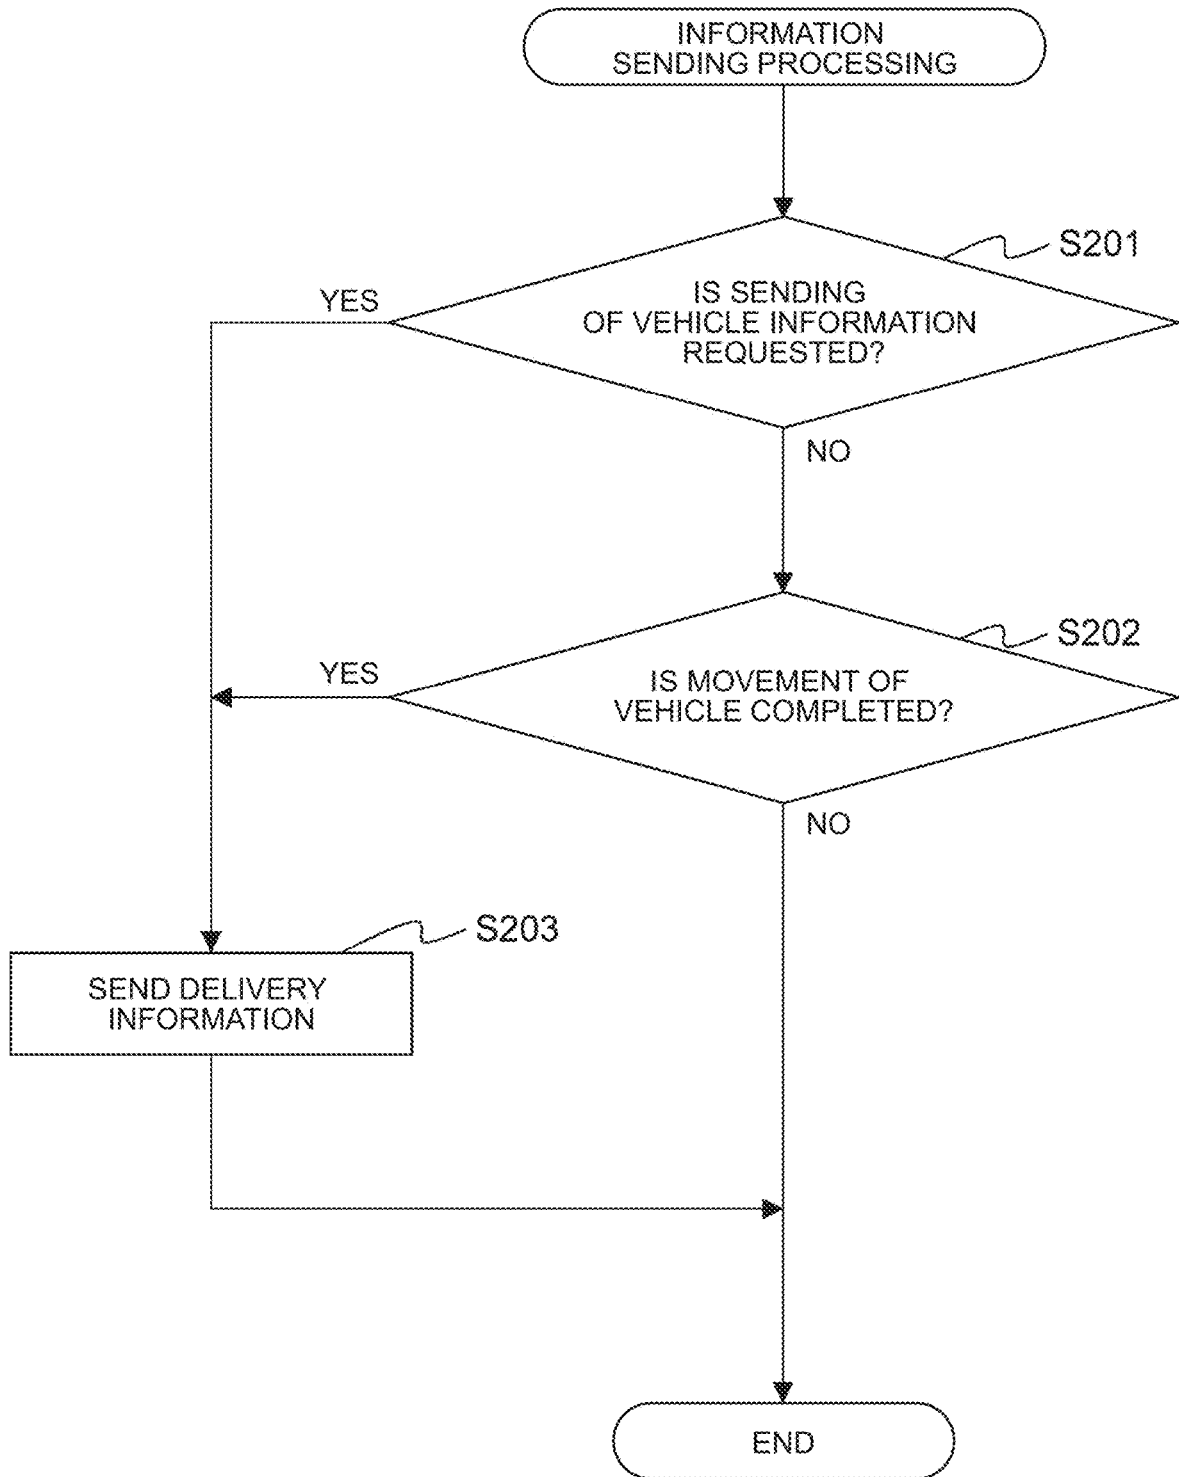 INFORMATION
SENDING PROCESSING
S201
YES
IS SENDING
OF VEHICLE INFORMATION
REQUESTED?
NO
S202
YES
IS MOVEMENT OF
VEHICLE COMPLETED?
NO
S203
SEND DELIVERY
INFORMATION
END